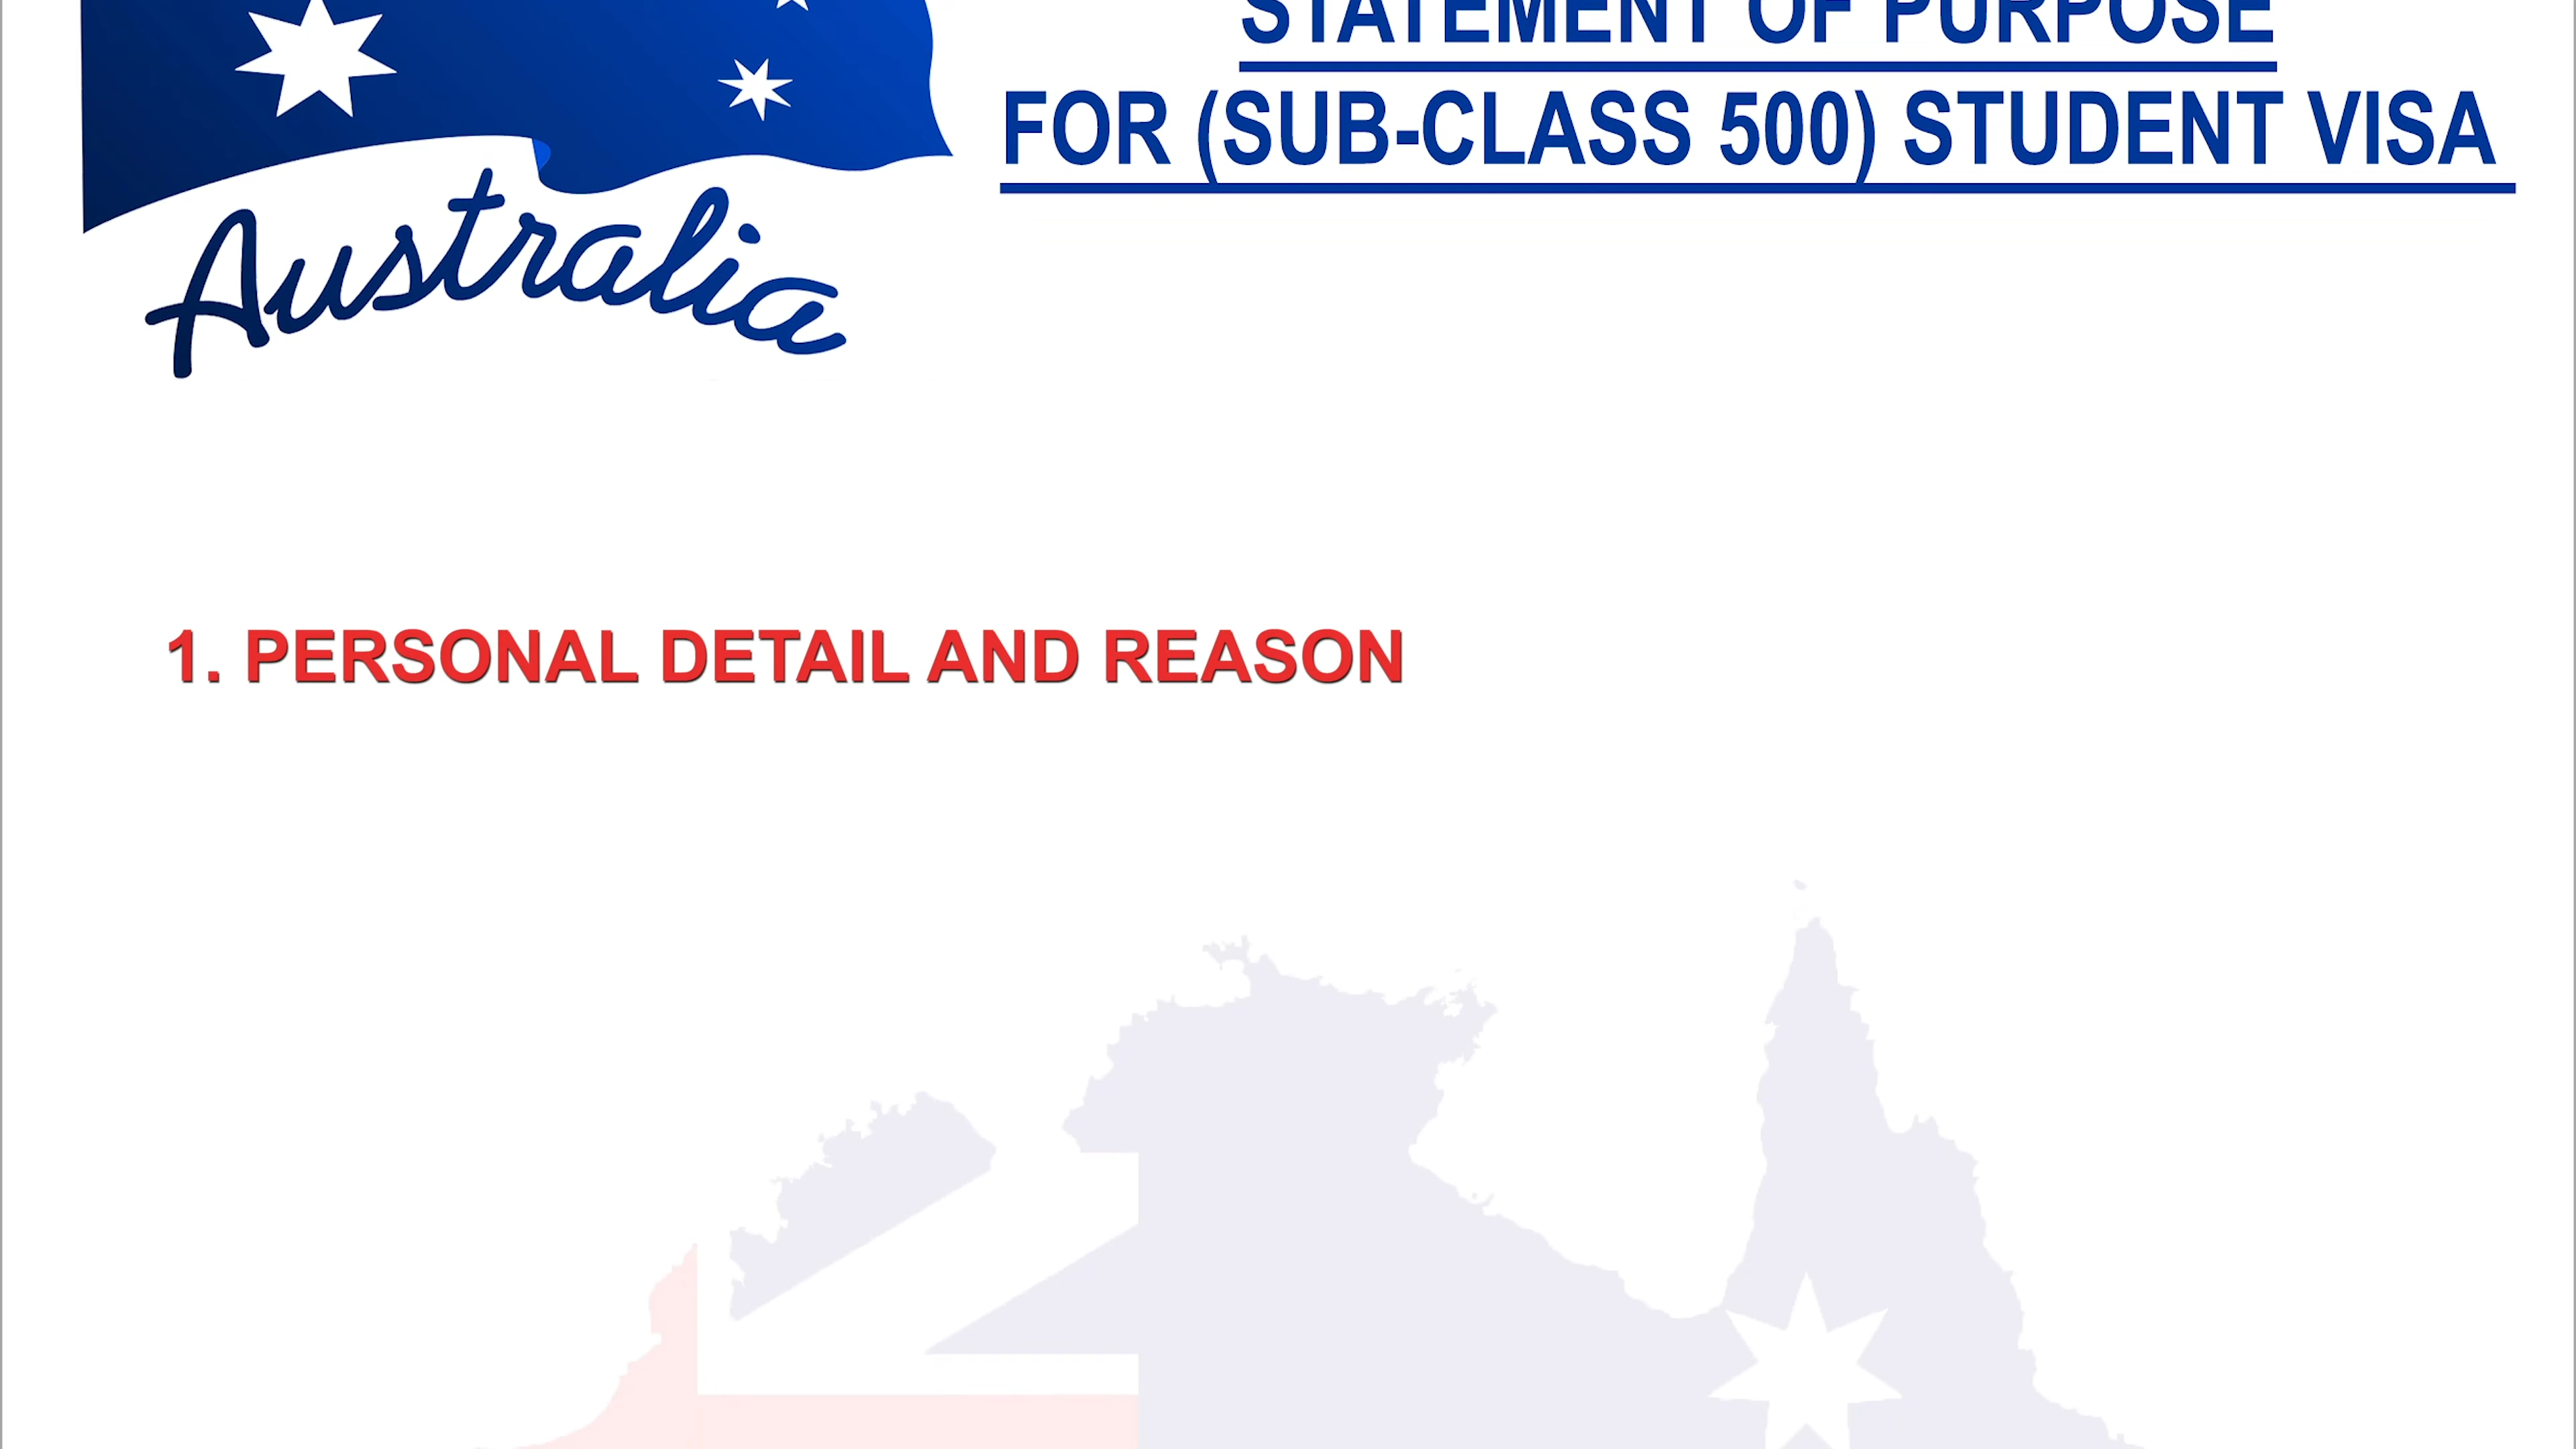 STATEMENT OF PURPOSE
FOR (SUB-CLASS 500) STUDENT VISA
Australia
1. PERSONAL DETAIL AND REASON